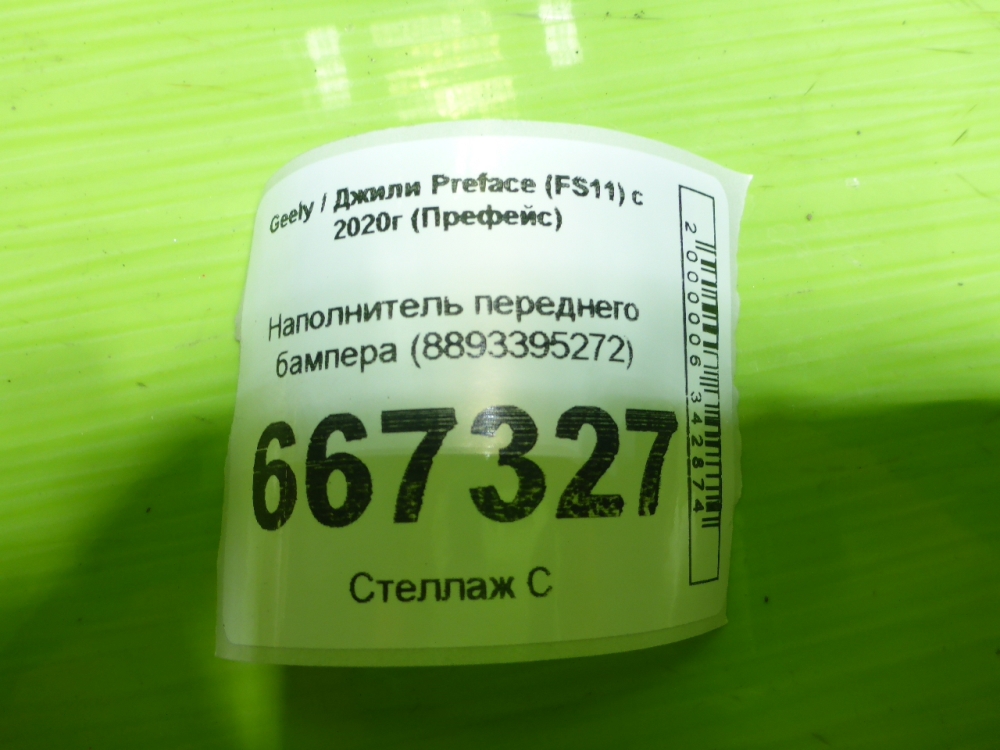 Geely / Джили Preface (FS11) с
2020г (Префейс)
Наполнитель переднего
бампера (8893395272)
667327
Стеллаж С
2000006342874